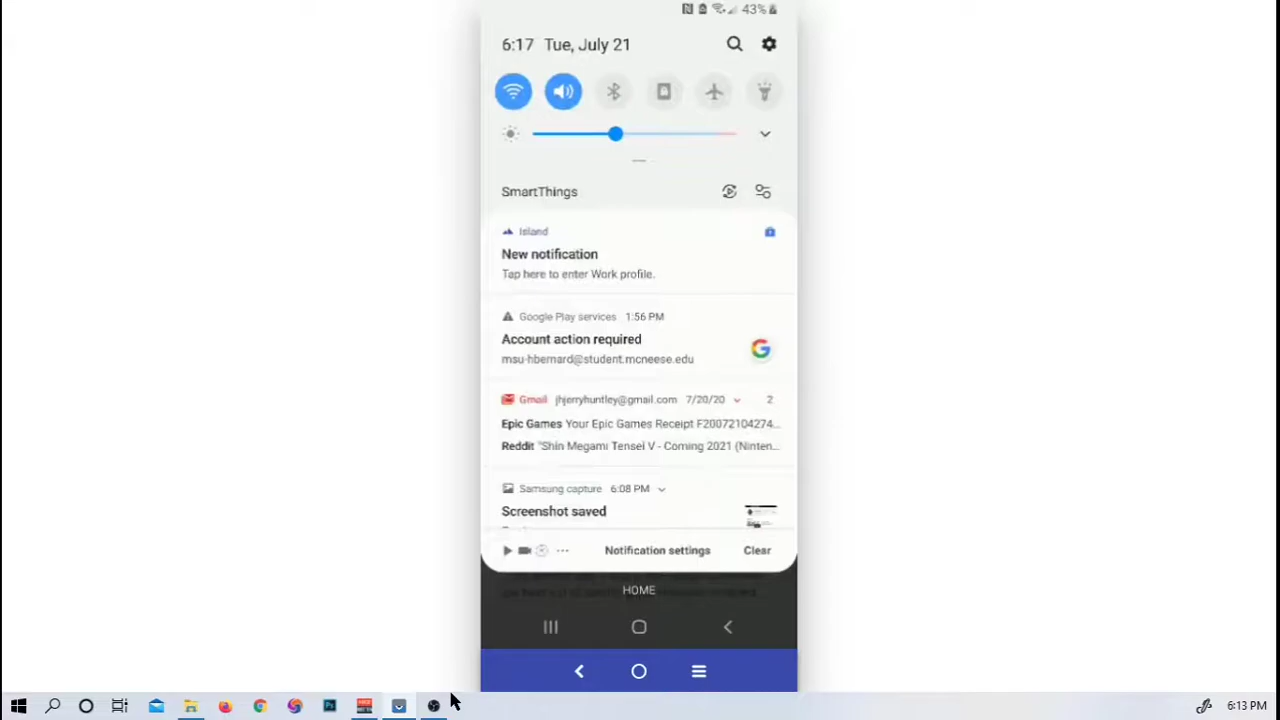 43%
6:17 Tue, July 21
SmartThings
Island
New notification
Tap here to enter Work profile.
Google Play services 1:56 PM
Account action required
msu-hbernard@student.mcneese.edu
Gmail jhjerryhuntley@gmail.com 7/20/20 2
Epic Games Your Epic Games Receipt F20072104274...
Reddit "Shin Megami Tensei V - Coming 2021 (Ninten...
Samsung capture 6:08 PM
Screenshot saved
... Notification settings Clear
HOME
6:13 PM